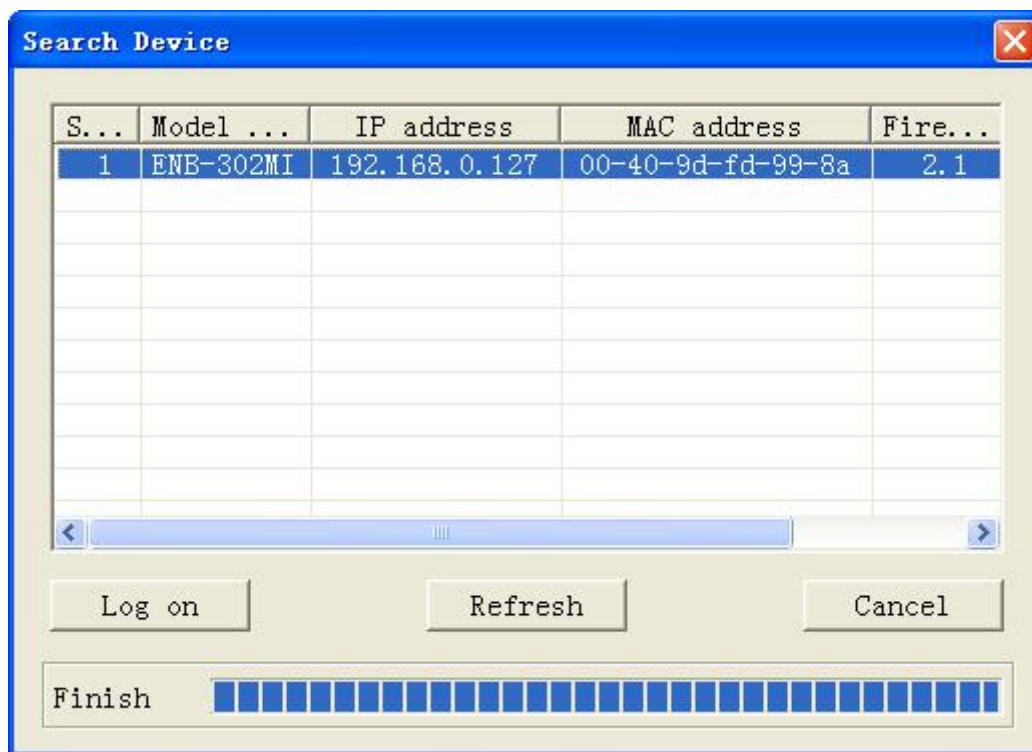 Search Device
S... Model ... IP address MAC address Fire...
1 ENB-302MI 192.168.0.127 00-40-9d-fd-99-8a 2.1
Log on Refresh Cancel
Finish